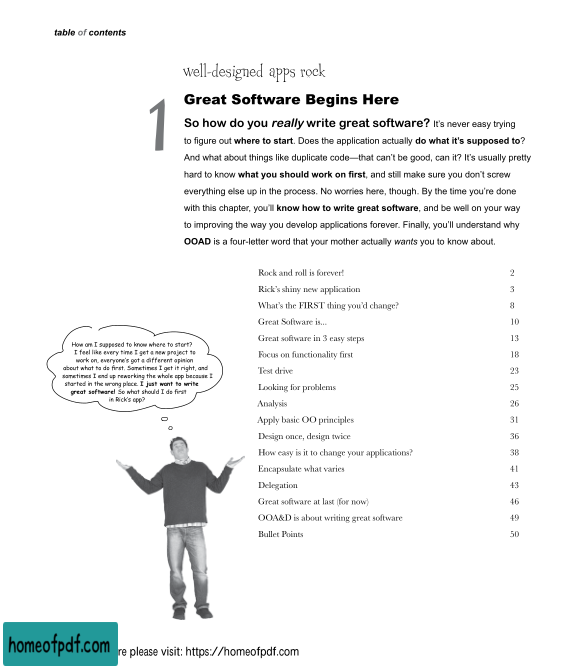 table of contents
well-designed apps rock
1
Great Software Begins Here
So how do you really write great software? It's never easy trying
to figure out where to start. Does the application actually do what it's supposed to?
And what about things like duplicate code—that can't be good, can it? It's usually pretty
hard to know what you should work on first, and still make sure you don't screw
everything else up in the process. No worries here, though. By the time you're done
with this chapter, you'll know how to write great software, and be well on your way
to improving the way you develop applications forever. Finally, you'll understand why
OOAD is a four-letter word that your mother actually wants you to know about.
Rock and roll is forever! 2
Rick's shiny new application 3
What's the FIRST thing you'd change? 8
Great Software is... 10
Great software in 3 easy steps 13
Focus on functionality first 18
Test drive 23
Looking for problems 25
Analysis 26
Apply basic OO principles 31
Design once, design twice 36
How easy is it to change your applications? 38
Encapsulate what varies 41
Delegation 43
Great software at last (for now) 46
OOA&D is about writing great software 49
Bullet Points 50
How am I supposed to know where to start?
I feel like every time I get a new project to
work on, everyone's got a different opinion
about what to do first. Sometimes I get it right, and
sometimes I end up reworking the whole app because I
started in the wrong place. I just want to write
great software! So what should I do first
in Rick's app?
homeofpdf.com
re please visit: https://homeofpdf.com